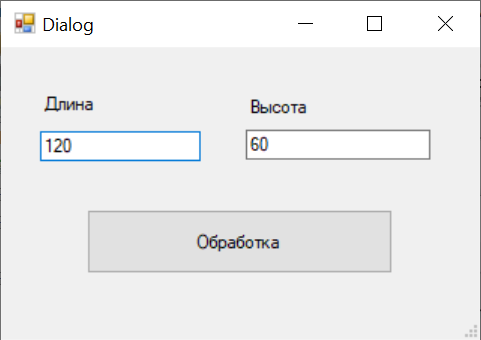 Dialog
Длина
Высота
120
60
Обработка